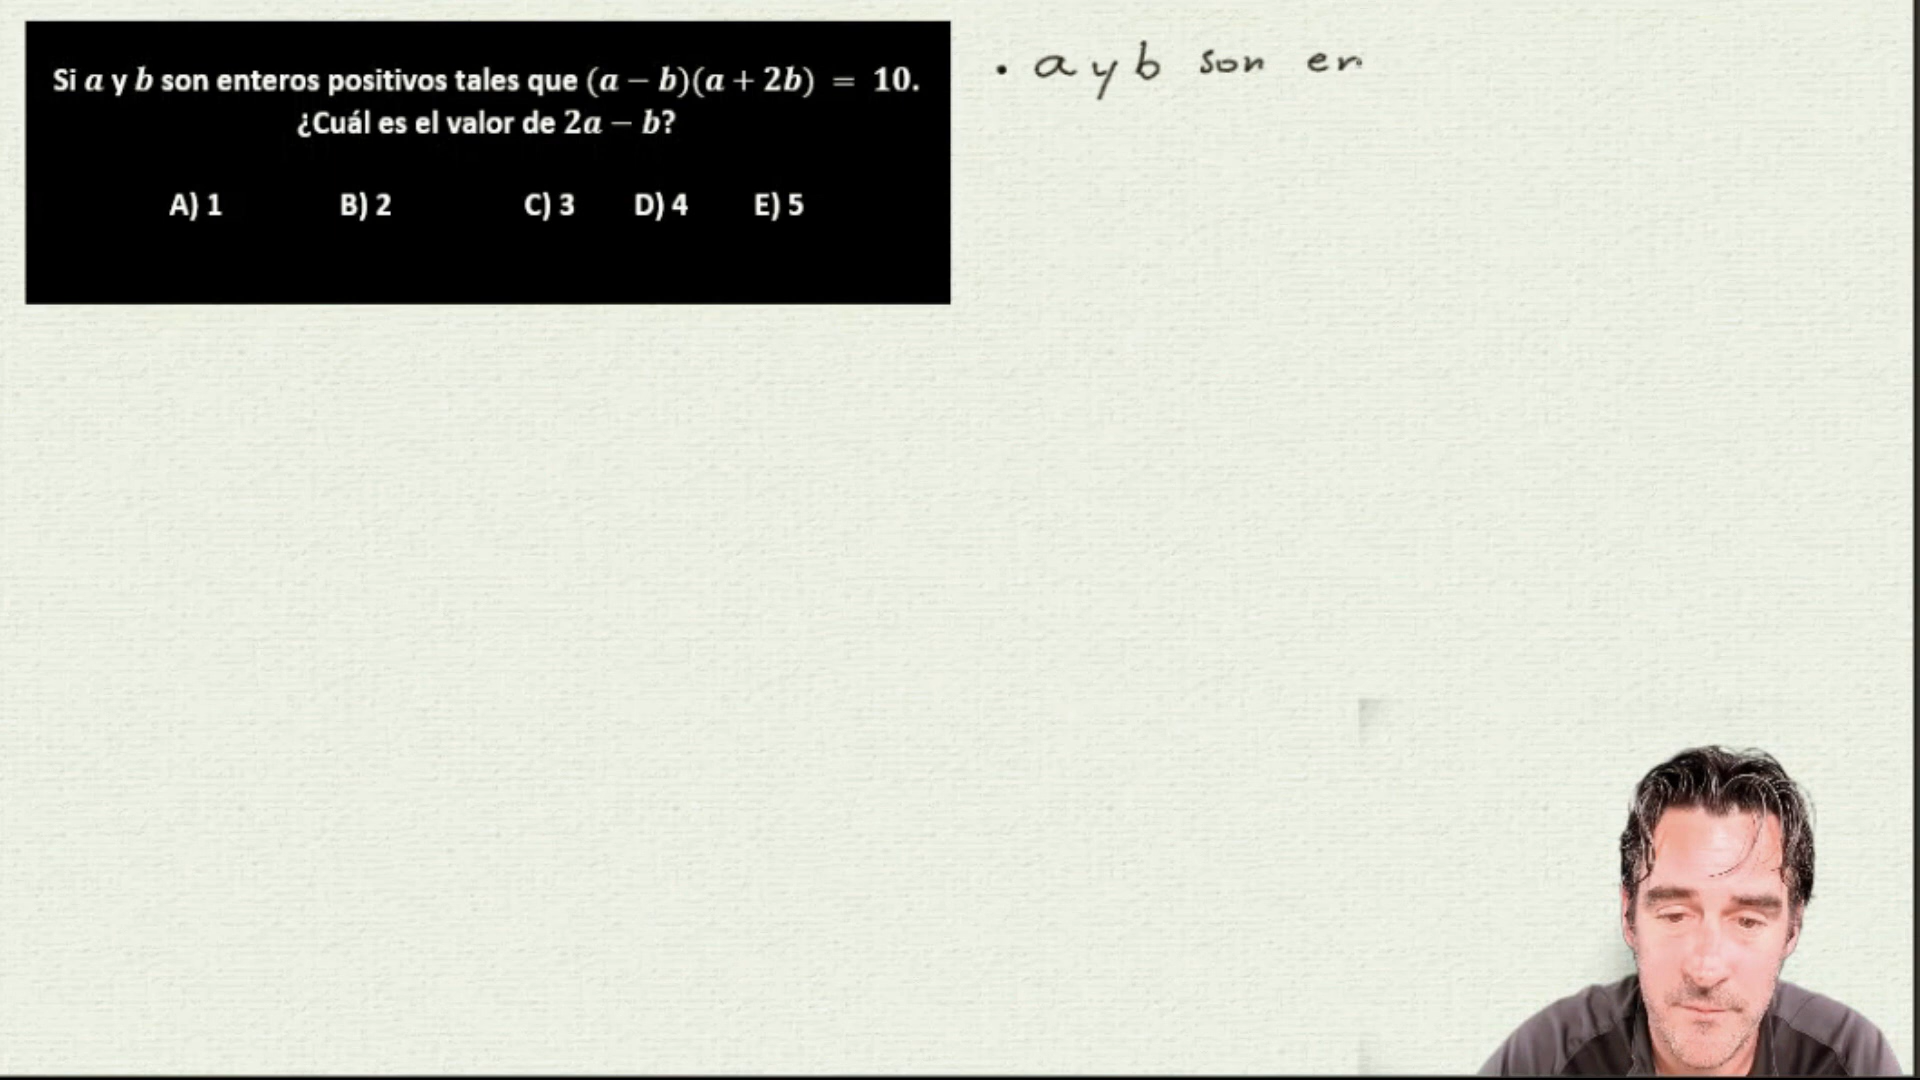 Si a y b son enteros positivos tales que (a − b)(a + 2b) = 10.
¿Cuál es el valor de 2a − b?
A) 1 B) 2 C) 3 D) 4 E) 5
• a y b son en